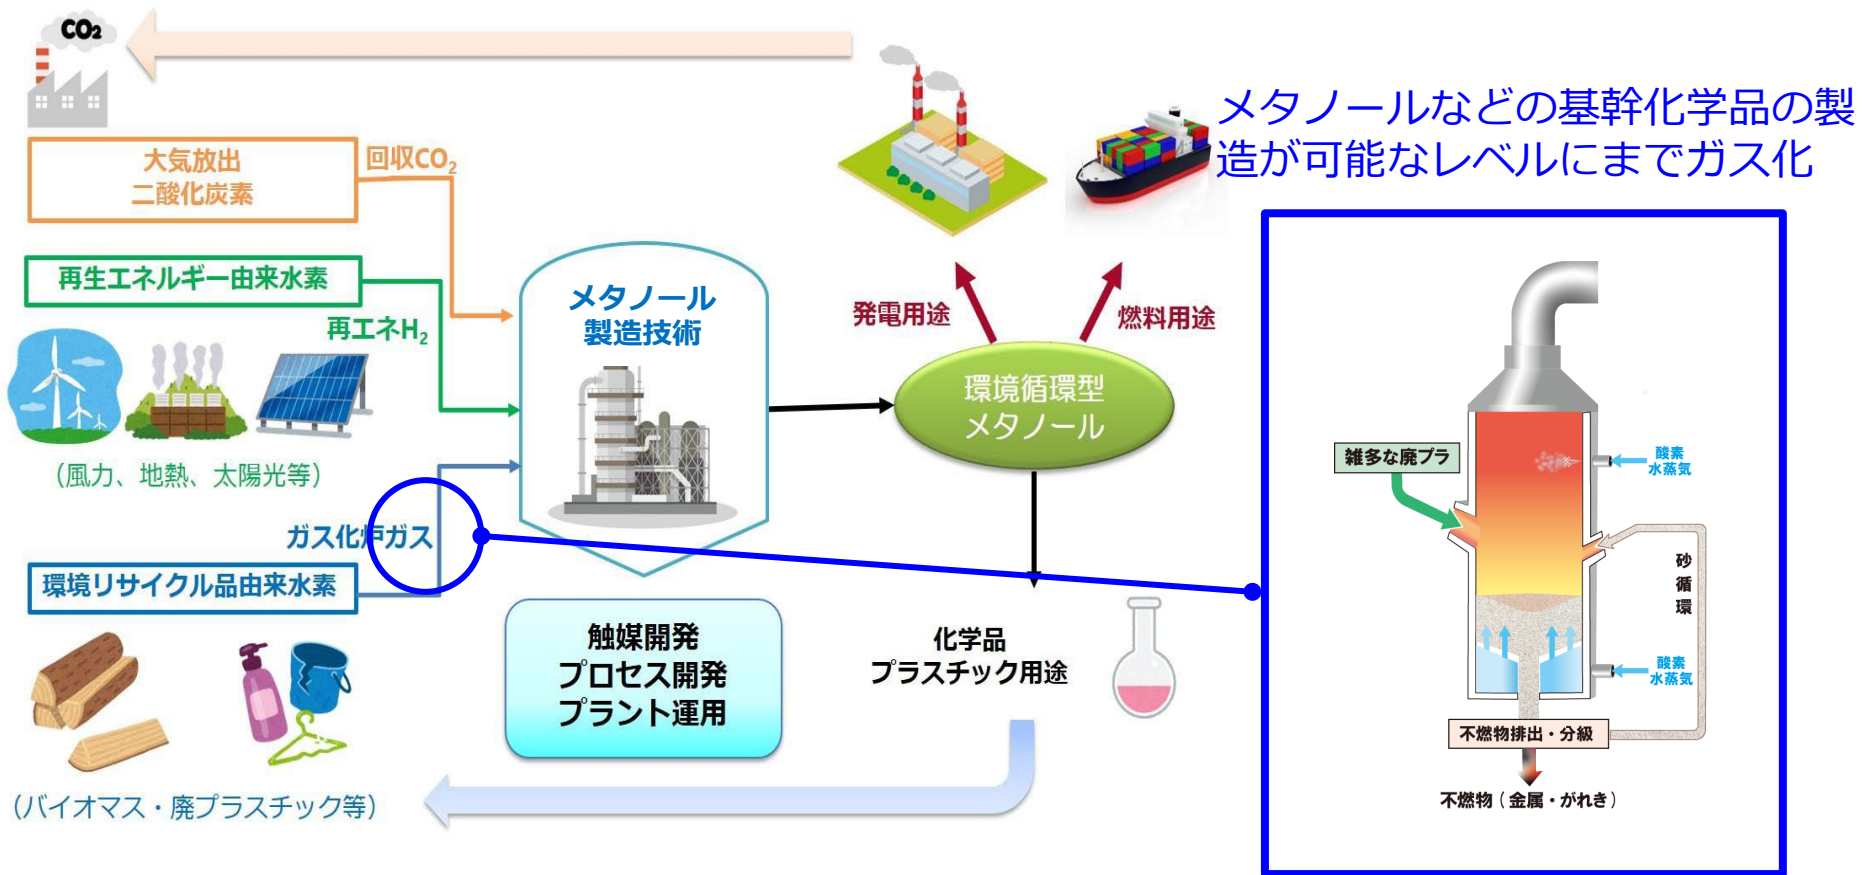 CO₂
メタノールなどの基幹化学品の製
造が可能なレベルにまでガス化
大気放出
二酸化炭素
回収CO₂
再生エネルギー由来水素
再エネH₂
(風力、地熱、太陽光等)
ガス化炉ガス
環境リサイクル品由来水素
(バイオマス・廃プラスチック等)
メタノール
製造技術
触媒開発
プロセス開発
プラント運用
発電用途
燃料用途
環境循環型
メタノール
化学品
プラスチック用途
雑多な廃プラ
酸素
水蒸気
砂
循
環
酸素
水蒸気
不燃物排出・分級
不燃物(金属・がれき)